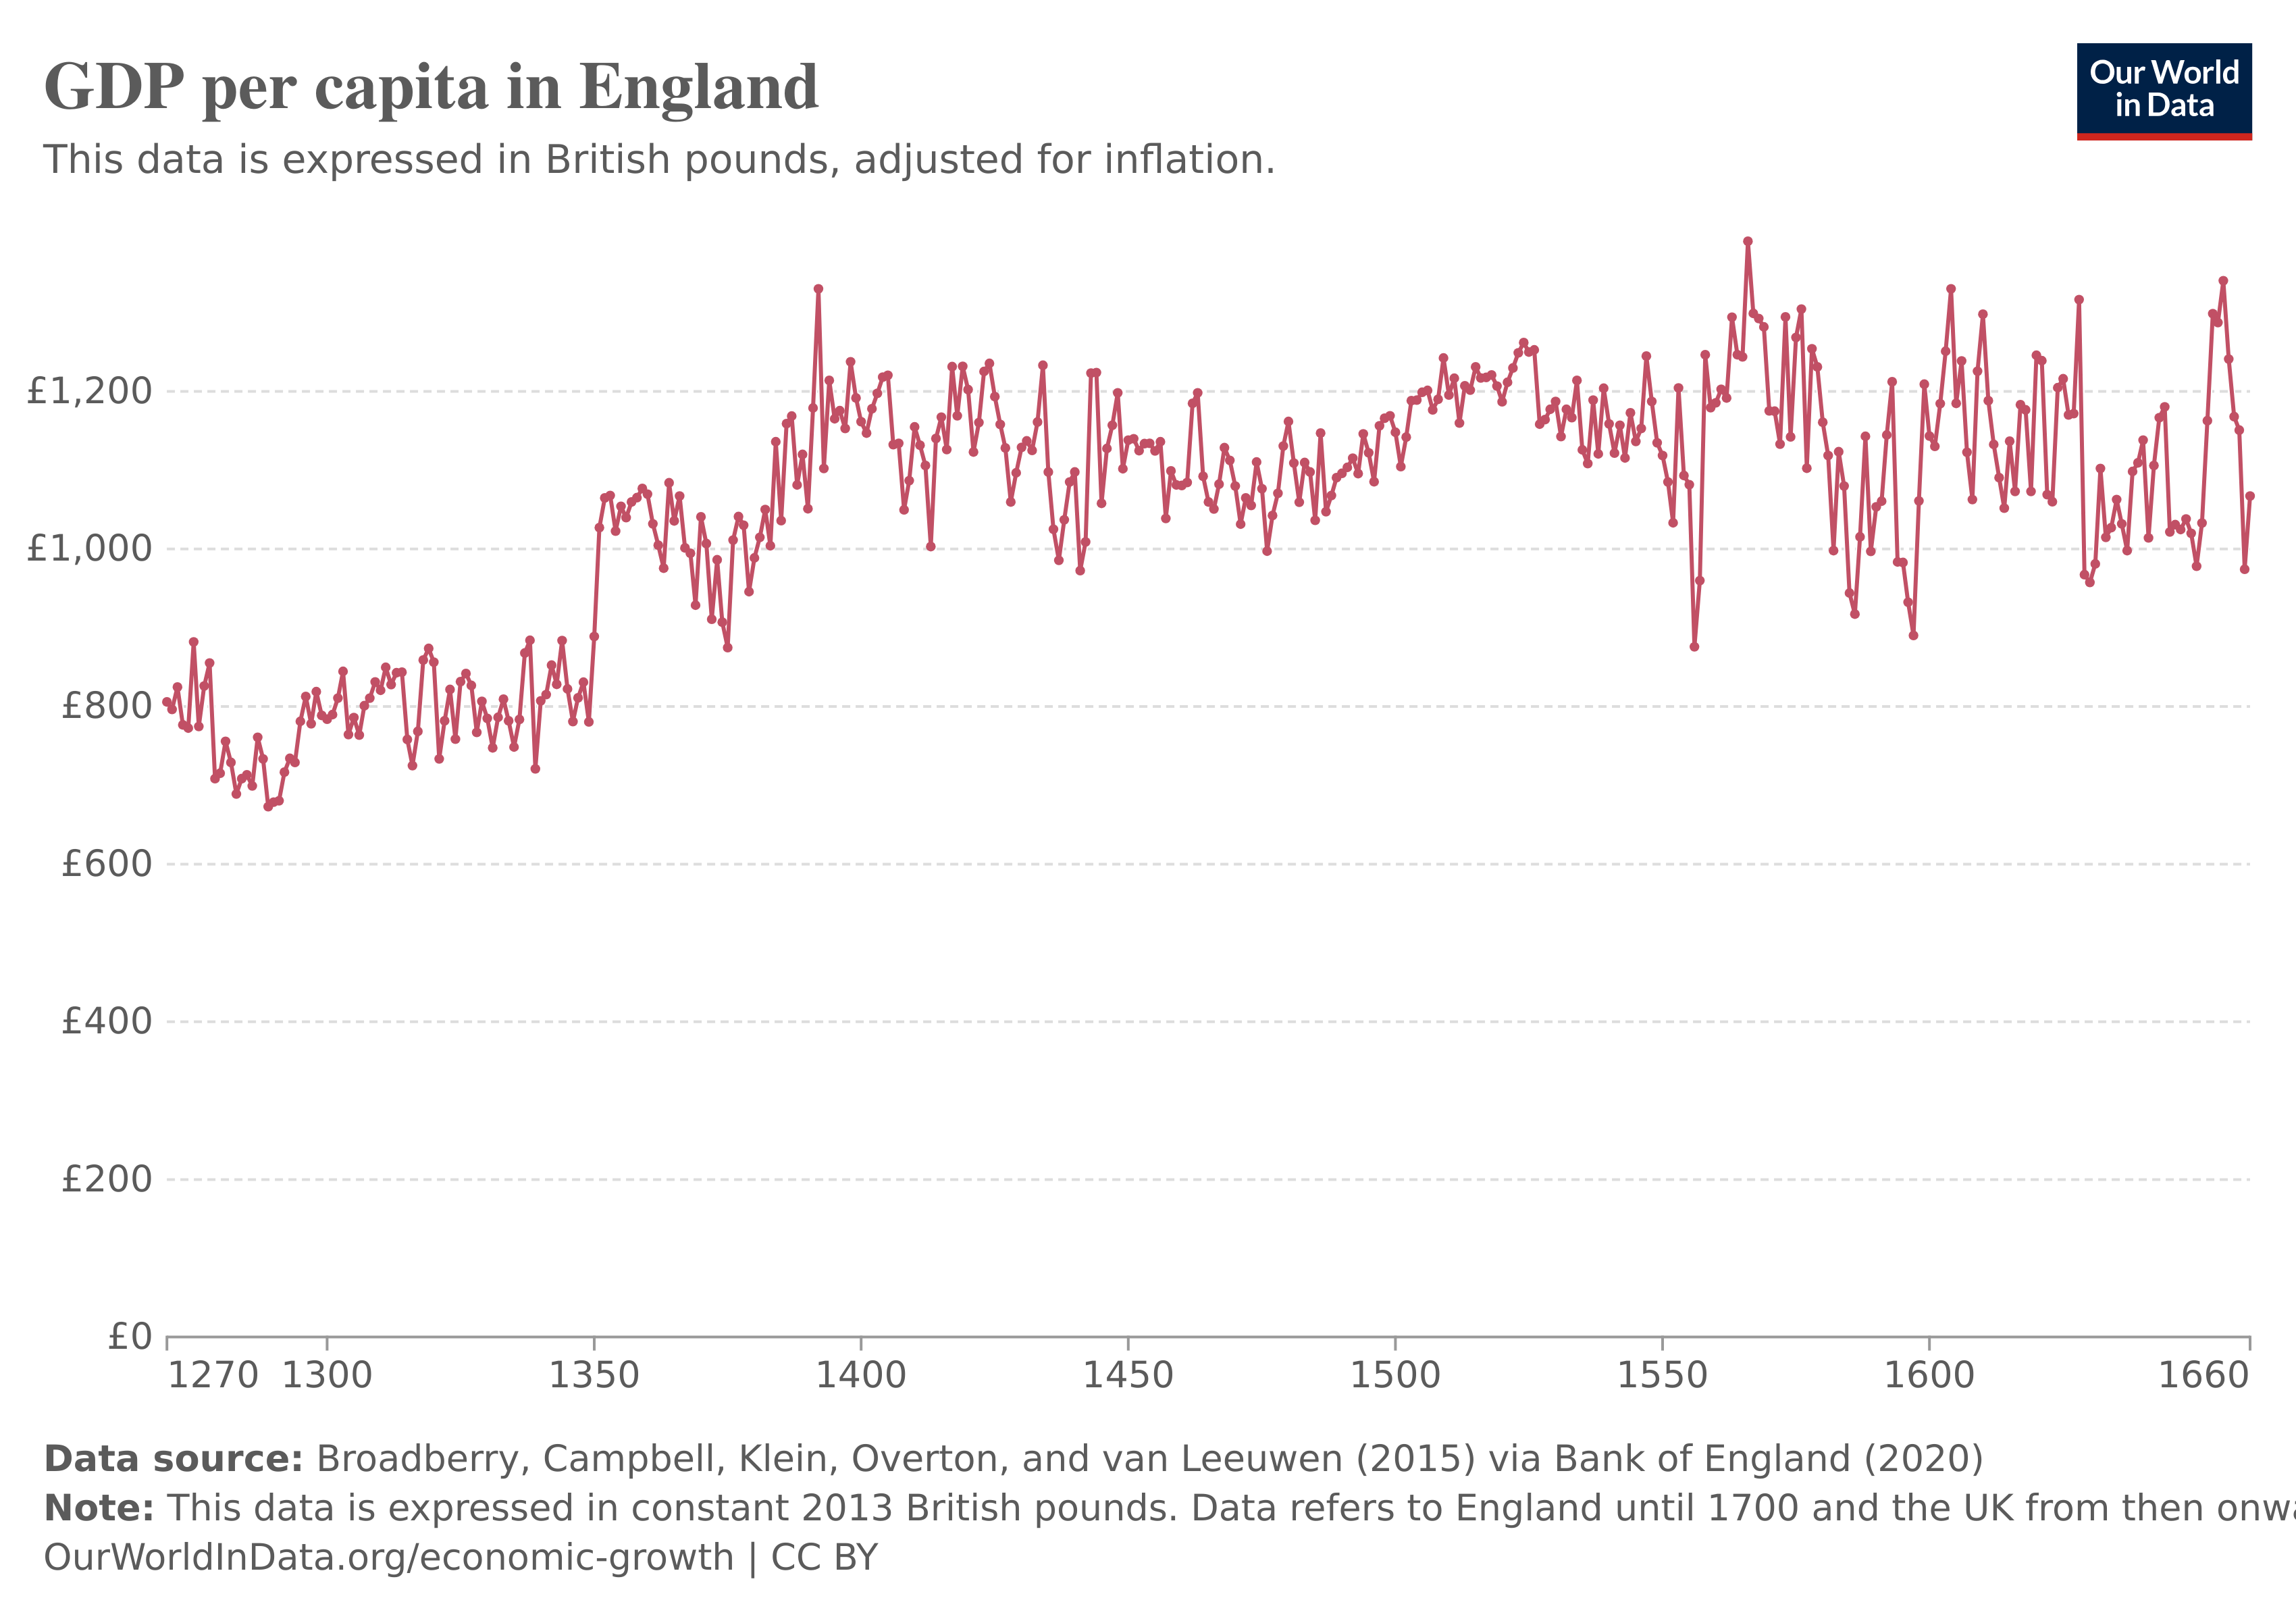 GDP per capita in England
This data is expressed in British pounds, adjusted for inflation.
Our World
in Data
£1,200
£1,000
£800
£600
£400
£200
£0
1270 1300 1350 1400 1450 1500 1550 1600 1660
Data source: Broadberry, Campbell, Klein, Overton, and van Leeuwen (2015) via Bank of England (2020)
Note: This data is expressed in constant 2013 British pounds. Data refers to England until 1700 and the UK from then
OurWorldInData.org/economic-growth | CC BY